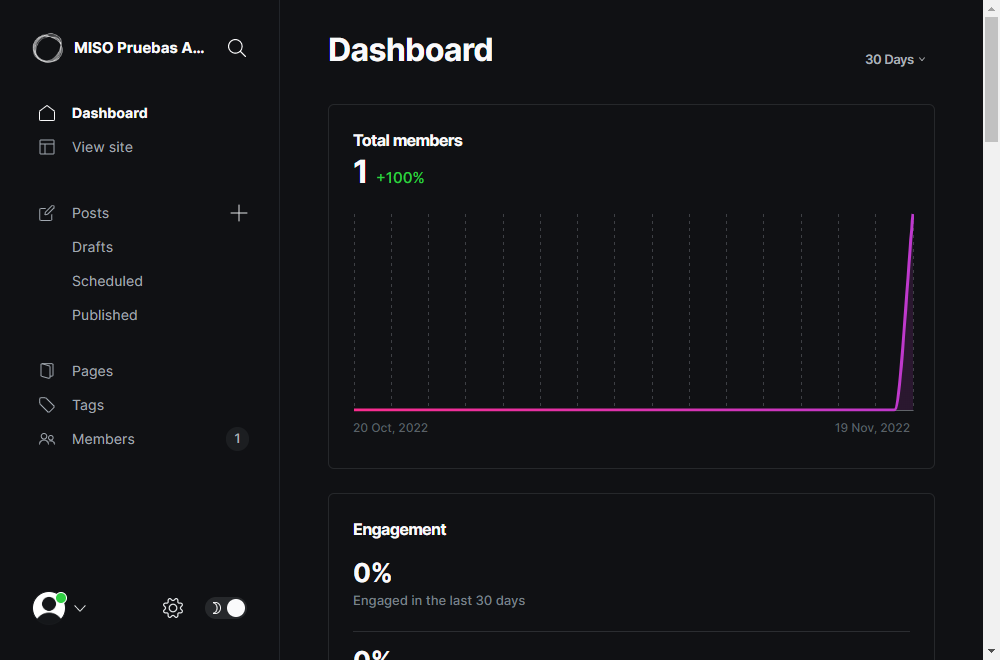 MISO Pruebas A...
Dashboard
View site
Posts
Drafts
Scheduled
Published
Pages
Tags
Members
1
Dashboard
30 Days
Total members
1 +100%
20 Oct, 2022
19 Nov, 2022
Engagement
0%
Engaged in the last 30 days
0%